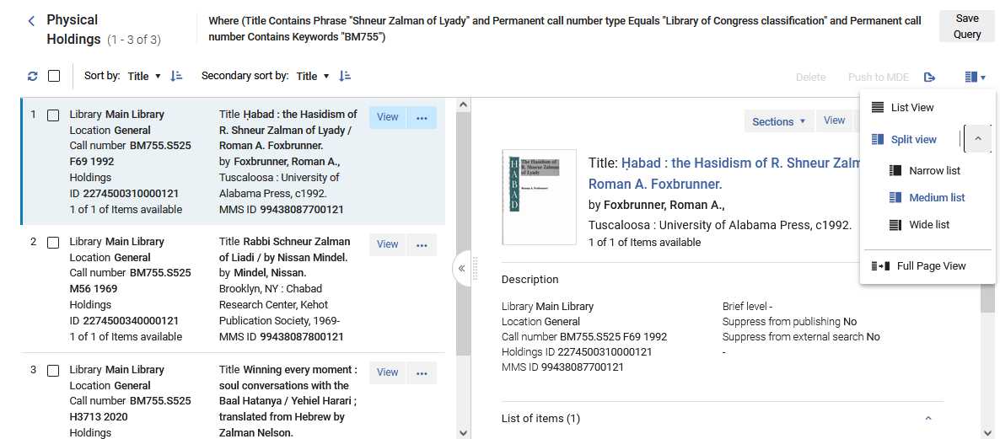 Physical
Holdings (1 - 3 of 3)
Where (Title Contains Phrase "Shneur Zalman of Lyady" and Permanent call number type Equals "Library of Congress classification" and Permanent call
number Contains Keywords "BM755")
Save
Query
Sort by: Title
Secondary sort by: Title
Delete
Push to MDE
1
Library Main Library
Location General
Call number BM755.S525
F69 1992
Holdings
ID 2274500310000121
1 of 1 of Items available
Title Ḥabad : the Hasidism of
R. Shneur Zalman of Lyady /
Roman A. Foxbrunner.
by Foxbrunner, Roman A.,
Tuscaloosa : University of
Alabama Press, c1992.
MMS ID 99438087700121
View
2
Library Main Library
Location General
Call number BM755.S525
M56 1969
Holdings
ID 2274500340000121
1 of 1 of Items available
Title Rabbi Schneur Zalman
of Liadi / by Nissan Mindel.
by Mindel, Nissan.
Brooklyn, NY : Chabad
Research Center, Kehot
Publication Society, 1969-
MMS ID 99438087800121
View
3
Library Main Library
Location General
Call number BM755.S525
H3713 2020
Holdings
Title Winning every moment :
soul conversations with the
Baal Hatanya / Yehiel Harari ;
translated from Hebrew by
Zalman Nelson.
View
Sections
View
HABAD
The Hasidism of
R. Shneur Zalman
of Lyady
Roman A. Foxbrunner
Title: Ḥabad : the Hasidism of R. Shneur Zalm
Roman A. Foxbrunner.
by Foxbrunner, Roman A.,
Tuscaloosa : University of Alabama Press, c1992.
1 of 1 of Items available
Description
Library Main Library
Location General
Call number BM755.S525 F69 1992
Holdings ID 2274500310000121
MMS ID 99438087700121
Brief level -
Suppress from publishing No
Suppress from external search No
-
List of items (1)
List View
Split view
Narrow list
Medium list
Wide list
Full Page View